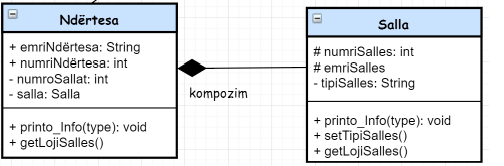 Ndërtesa
+ emriNdërtesa: String
+ numriNdërtesa: int
- numroSallat: int
- salla: Salla
+ printo_Info(type): void
+ getLojiSalles()
kompozim
Salla
# numriSalles: int
# emriSalles
- tipiSalles: String
+ printo_Info(type): void
+ setTipiSalles()
+ getLojiSalles()